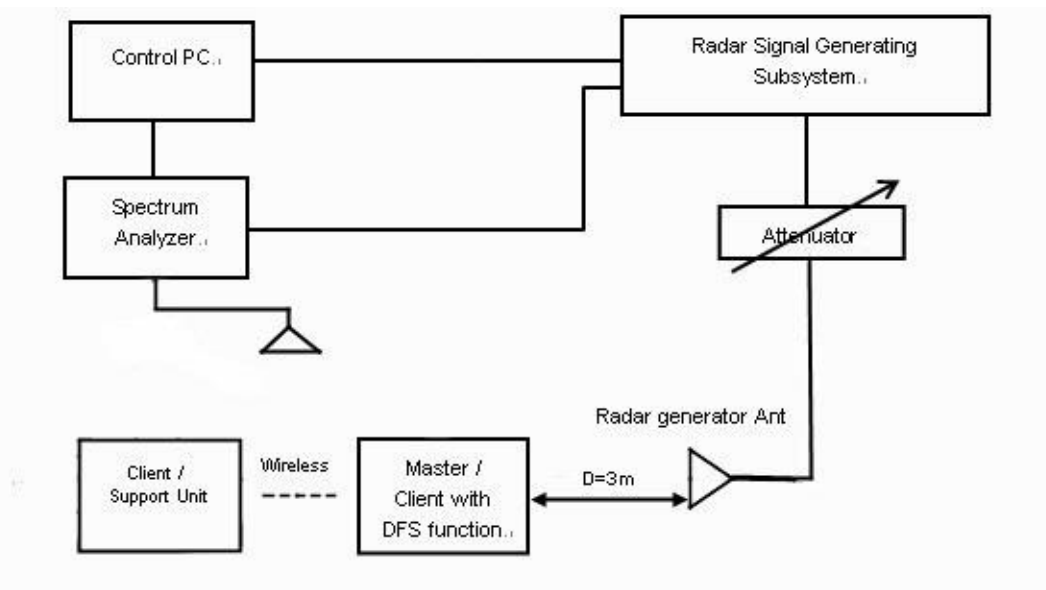 Control PC
Radar Signal Generating
Subsystem
Spectrum
Analyzer
Attenuator
Radar generator Ant
Client /
Support Unit
Wireless
Master /
Client with
DFS function
D=3m